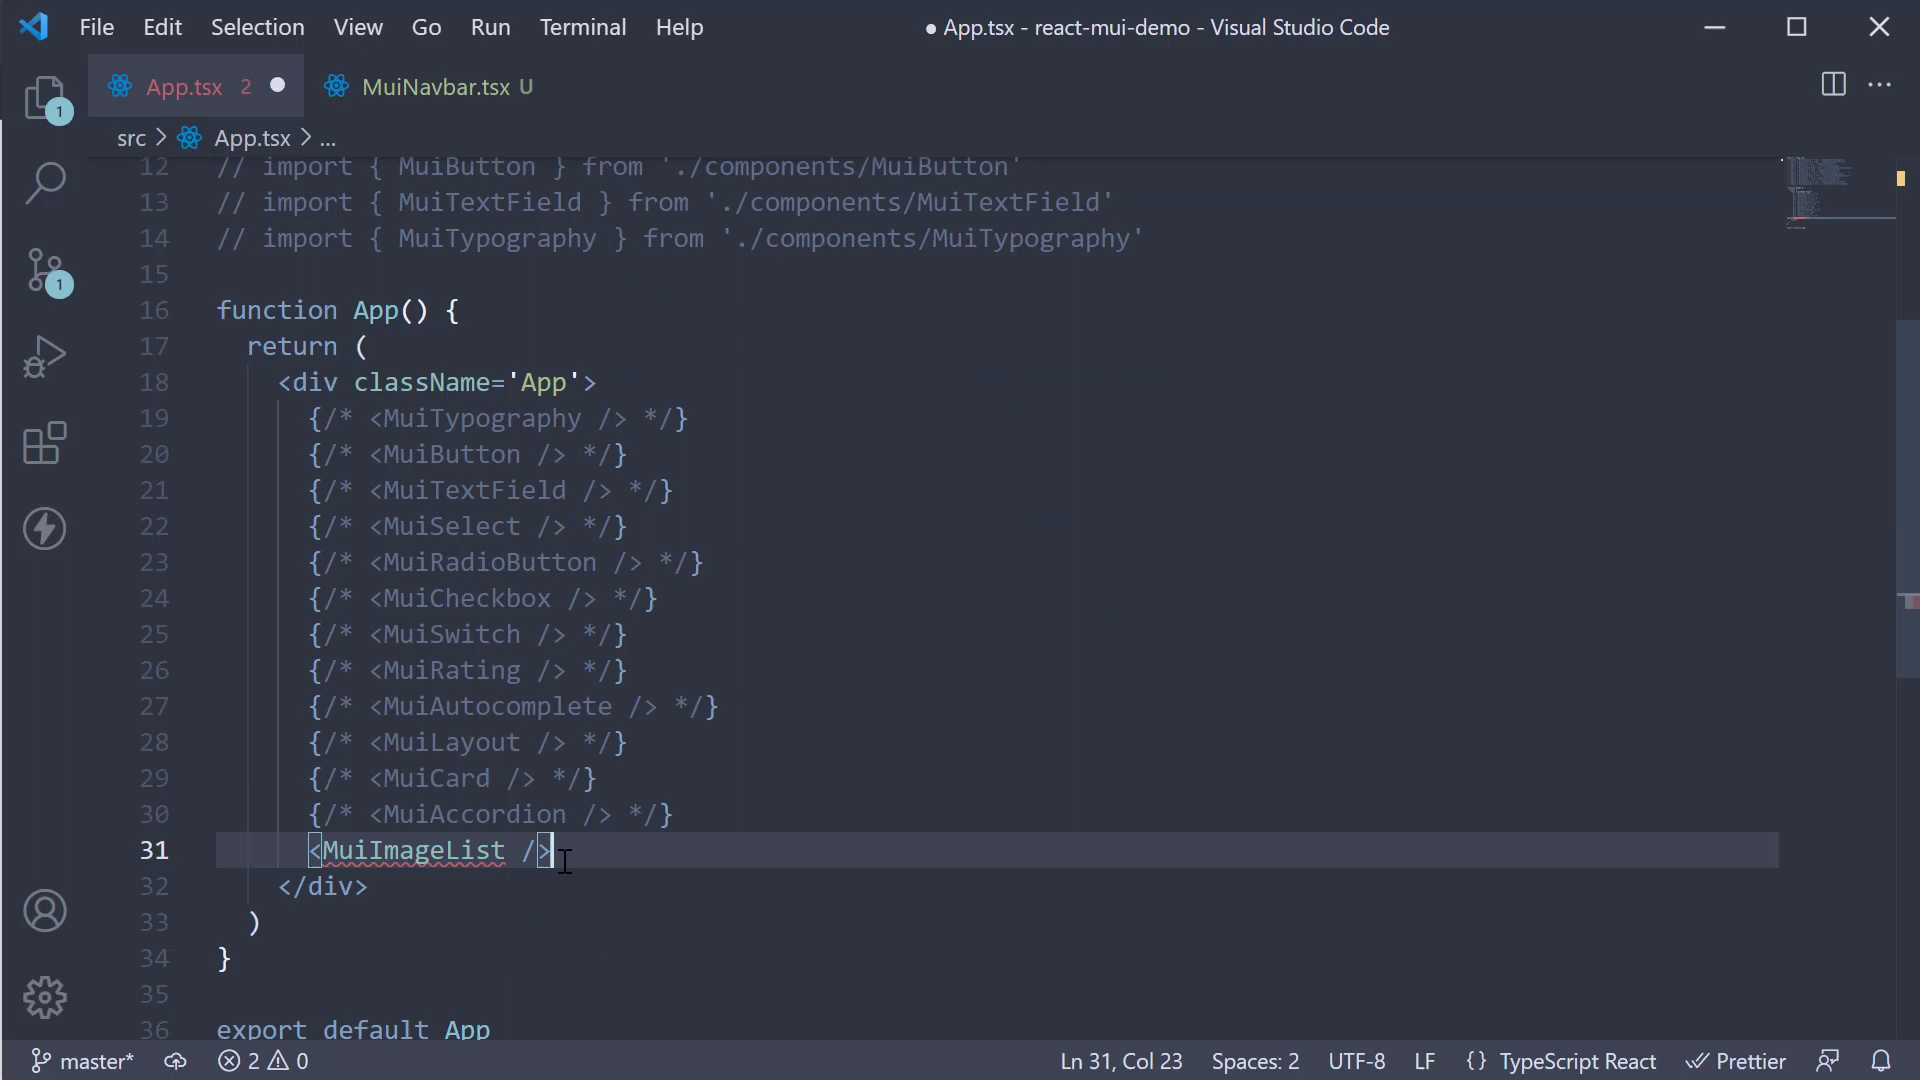 File Edit Selection View Go Run Terminal Help
● App.tsx - react-mui-demo - Visual Studio Code
App.tsx 2 ● MuiNavbar.tsx U
src > App.tsx > ...
1
1
12 // import { MuiButton } from './components/MuiButton'
13 // import { MuiTextField } from './components/MuiTextField'
14 // import { MuiTypography } from './components/MuiTypography'
15
16 function App() {
17 return (
18 <div className='App'>
19 {/* <MuiTypography /> */}
20 {/* <MuiButton /> */}
21 {/* <MuiTextField /> */}
22 {/* <MuiSelect /> */}
23 {/* <MuiRadioButton /> */}
24 {/* <MuiCheckbox /> */}
25 {/* <MuiSwitch /> */}
26 {/* <MuiRating /> */}
27 {/* <MuiAutocomplete /> */}
28 {/* <MuiLayout /> */}
29 {/* <MuiCard /> */}
30 {/* <MuiAccordion /> */}
31 <MuiImageList />
32 </div>
33 )
34 }
35
36 export default App
master* 2 0 Ln 31, Col 23 Spaces: 2 UTF-8 LF {} TypeScript React Prettier